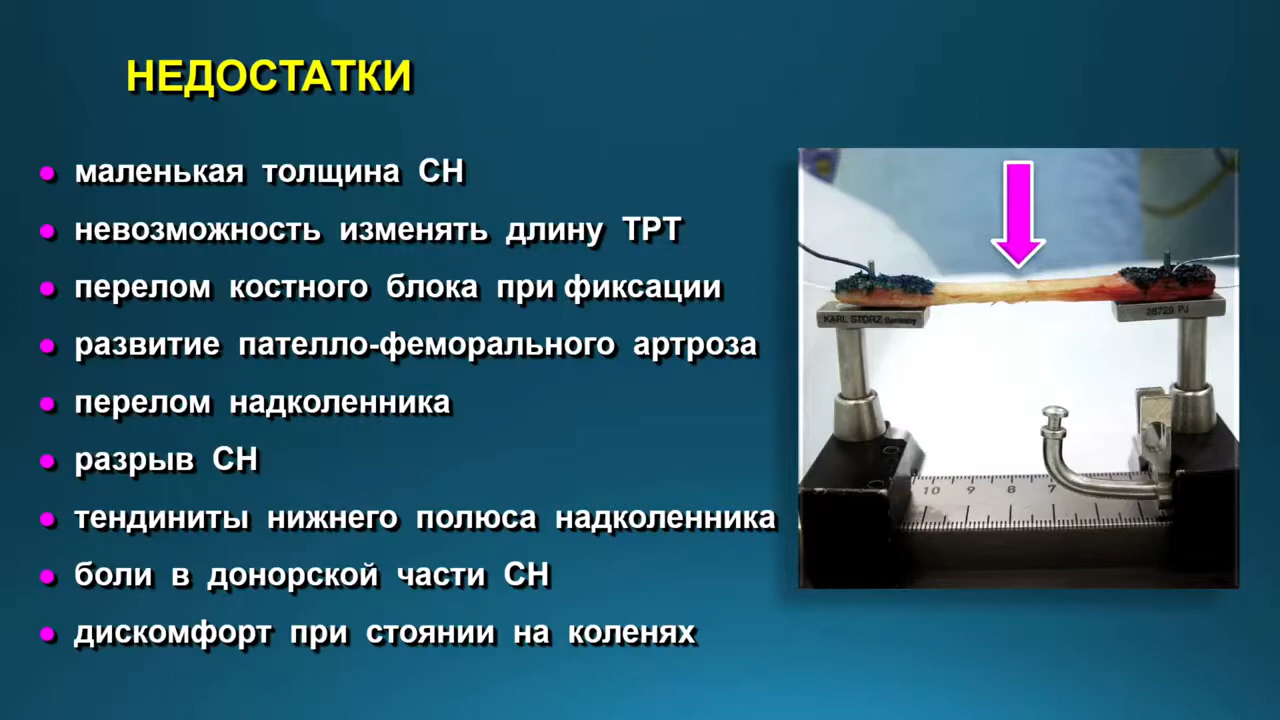 НЕДОСТАТКИ
маленькая толщина СН
невозможность изменять длину ТРТ
перелом костного блока при фиксации
развитие пателло-феморального артроза
перелом надколенника
разрыв СН
тендиниты нижнего полюса надколенника
боли в донорской части СН
дискомфорт при стоянии на коленях
KARL STORZ Germany
28729 PJ
10 9 8 7